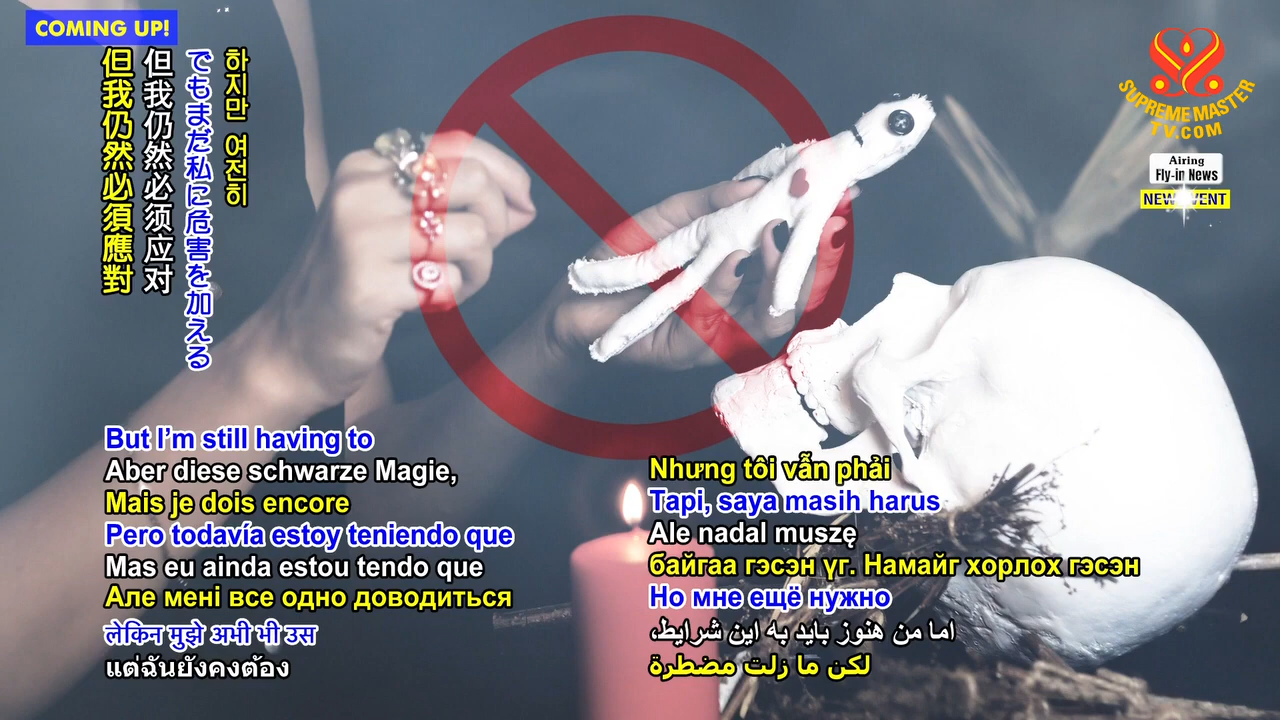 COMING UP!
但我仍然必須應對
但我仍然必须应对
でもまだ私に危害を加える
하지만 여전히
SUPREME MASTER
TV.COM
Airing
Fly-in News
NEW EVENT
But I'm still having to
Aber diese schwarze Magie,
Mais je dois encore
Pero todavía estoy teniendo que
Mas eu ainda estou tendo que
Але мені все одно доводиться
लेकिन मुझे अभी भी उस
แต่ฉันยังคงต้อง
Nhưng tôi vẫn phải
Tapi, saya masih harus
Ale nadal muszę
байгаа гэсэн үг. Намайг хорлох гэсэн
Но мне ещё нужно
اما من هنوز باید به این شرایط،
لكن ما زلت مضطرة